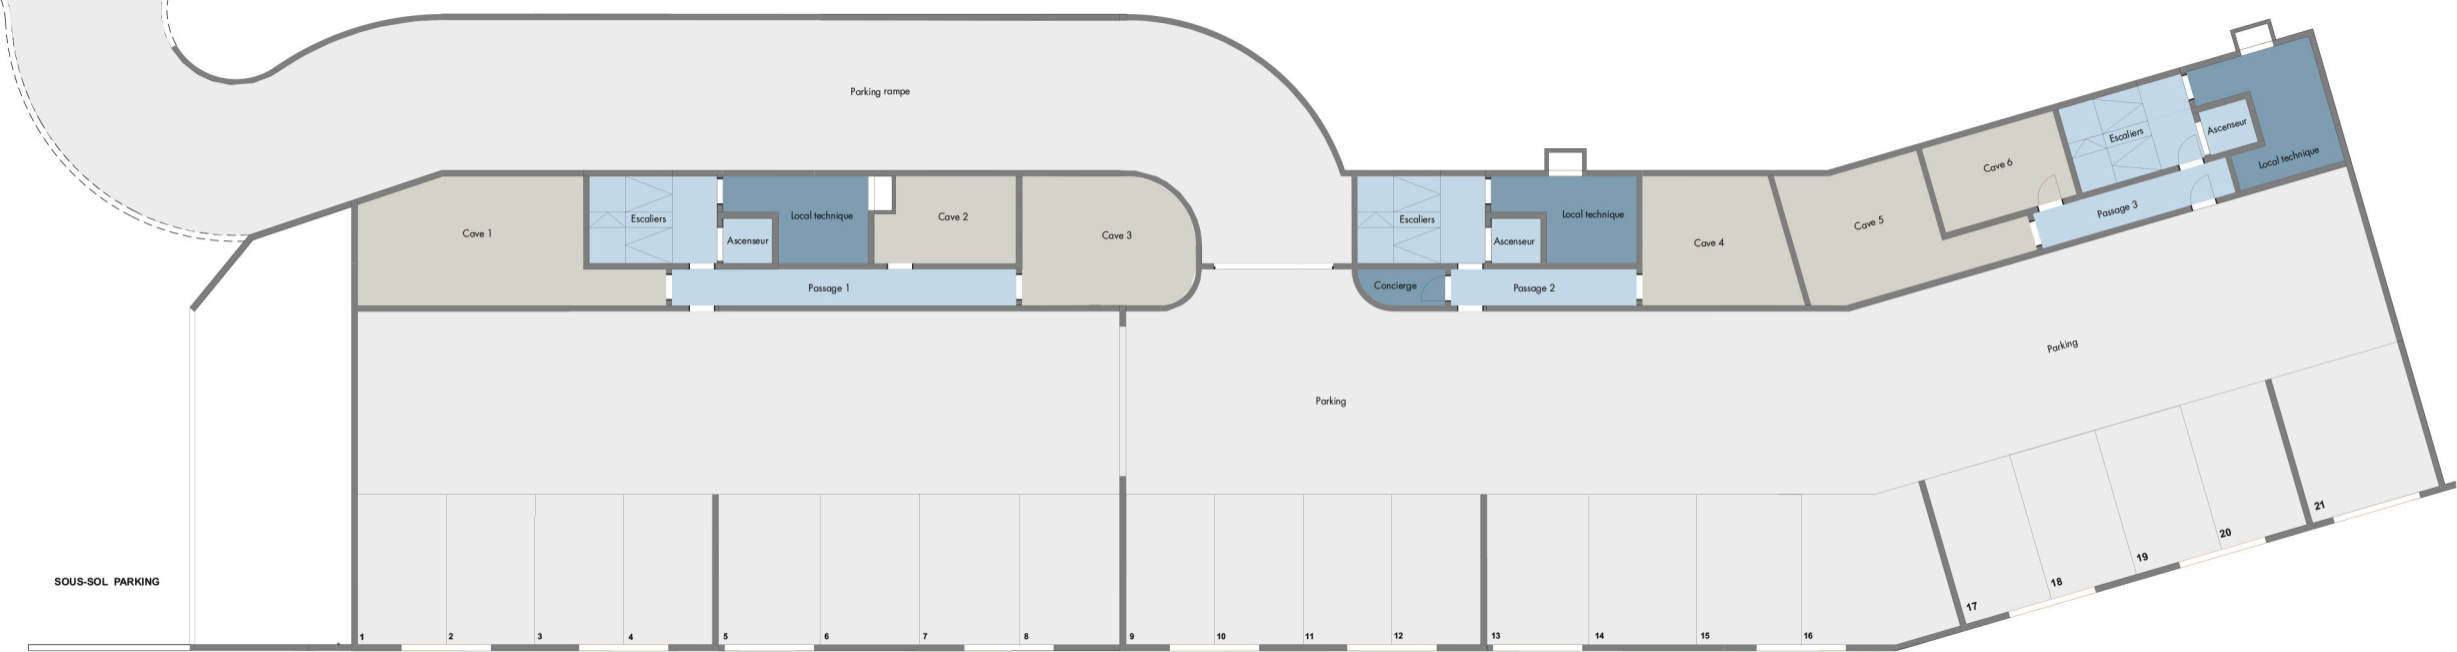 Parking rampe
Cave 1
Escaliers
Ascenseur
Local technique
Cave 2
Cave 3
Passage 1
Escaliers
Ascenseur
Local technique
Concierge
Passage 2
Cave 4
Cave 5
Cave 6
Escaliers
Ascenseur
Local technique
Passage 3
Parking
Parking
SOUS-SOL PARKING
1
2
3
4
5
6
7
8
9
10
11
12
13
14
15
16
17
18
19
20
21